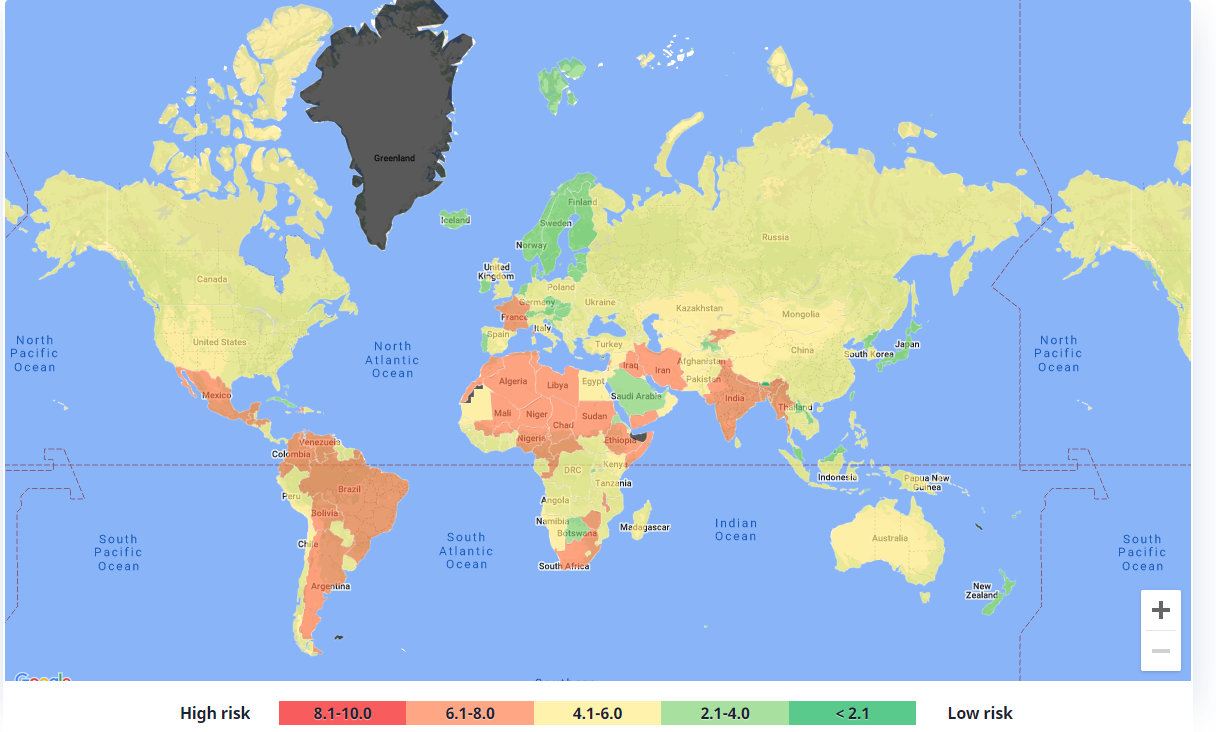 Greenland
Iceland
Finland
Sweden
Norway
Russia
United
Kingdom
Canada
Poland
Germany
Ukraine
Kazakhstan
France
Mongolia
Italy
Spain
United States
Turkey
North
Pacific
Ocean
North
Atlantic
Ocean
North
Pacific
Ocean
China
South Korea
Japan
Afghanistan
Iraq
Iran
Pakistan
Algeria
Libya
Egypt
Saudi Arabia
Mexico
India
Thailand
Mali
Niger
Chad
Sudan
Nigeria
Ethiopia
Venezuela
Colombia
DRC
Kenya
Tanzania
Indonesia
Papua New
Guinea
Peru
Brazil
Angola
Bolivia
Namibia
Botswana
Madagascar
Indian
Ocean
Australia
Chile
South
Pacific
Ocean
South
Atlantic
Ocean
South
Pacific
Ocean
South Africa
Argentina
New
Zealand
+
−
Google
High risk
8.1-10.0
6.1-8.0
4.1-6.0
2.1-4.0
< 2.1
Low risk